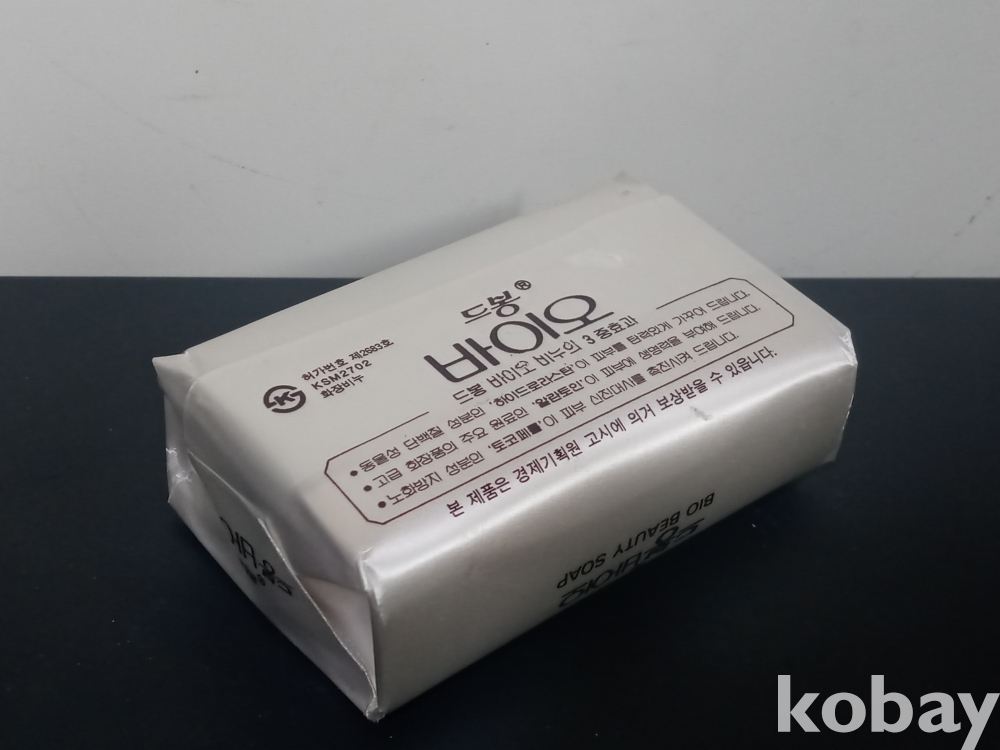 드봉®
바이오
허가번호 제2683호
KSM2702
화장비누
드봉 바이오 비누의 3중효과
• 동물성 단백질 성분인 '하이드로라스탄'이 피부를 탄력있게 가꾸어 드립니다.
• 고급 화장품의 주요 원료인 '알란토인'이 피부에 생명력을 부여해 드립니다.
• 노화방지 성분인 '토코페롤'이 피부 신진대사를 촉진시켜 드립니다.
본 제품은 경제기획원 고시에 의거 보상받을 수 있읍니다.
BIO BEAUTY SOAP
드봉 바이오
kobay